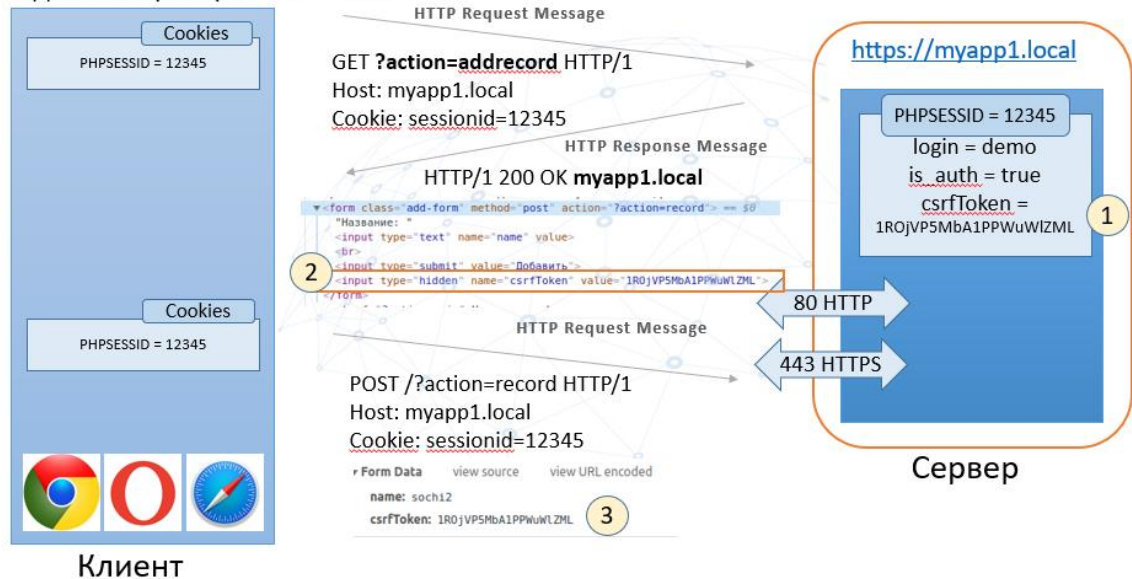 Cookies
PHPSESSID = 12345
Cookies
PHPSESSID = 12345
Клиент
HTTP Request Message
GET ?action=addrecord HTTP/1
Host: myapp1.local
Cookie: sessionid=12345
HTTP Response Message
HTTP/1 200 OK myapp1.local
▼<form class="add-form" method="post" action="?action=record"> == $0
"Название: "
<input type="text" name="name" value>
<br>
<input type="submit" value="Добавить">
2
<input type="hidden" name="csrfToken" value="1ROjVP5MbA1PPWuWlZML">
</form>
HTTP Request Message
POST /?action=record HTTP/1
Host: myapp1.local
Cookie: sessionid=12345
Form Data view source view URL encoded
name: sochi2
csrfToken: 1ROjVP5MbA1PPWuWlZML
3
https://myapp1.local
PHPSESSID = 12345
login = demo
is_auth = true
csrfToken =
1ROjVP5MbA1PPWuWlZML
1
80 HTTP
443 HTTPS
Сервер